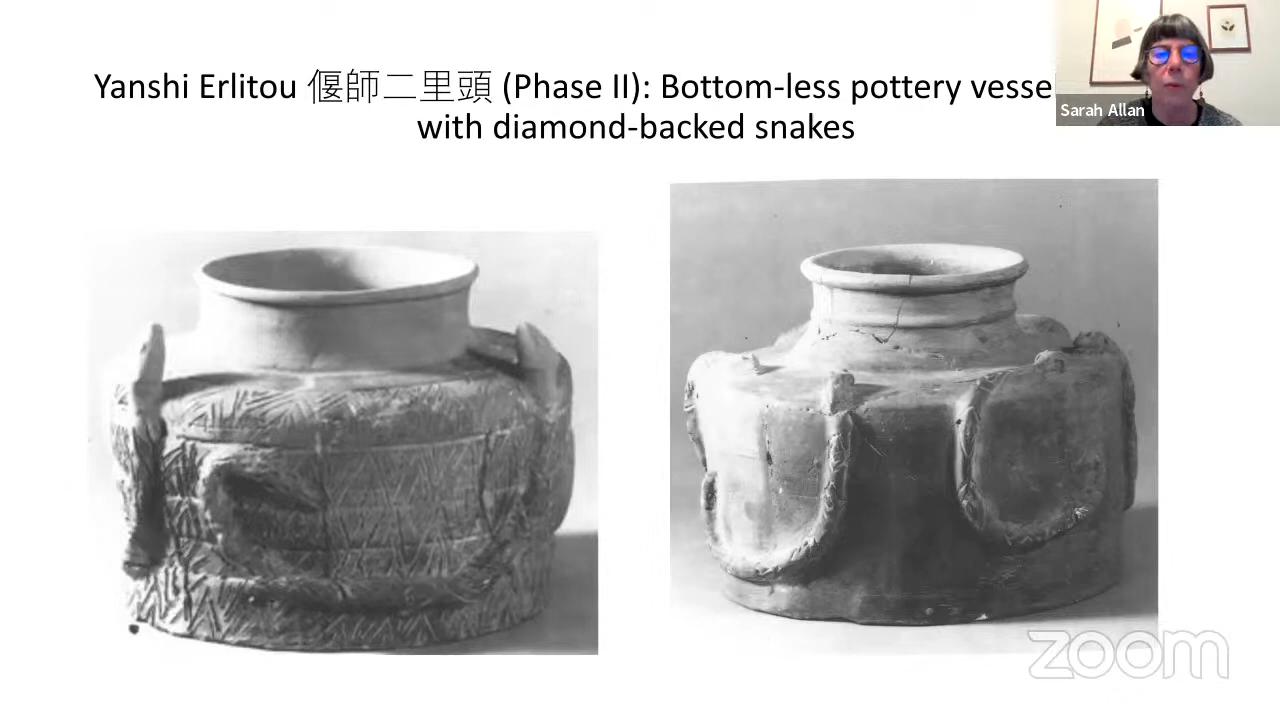 Yanshi Erlitou 偃師二里頭 (Phase II): Bottom-less pottery vessel
with diamond-backed snakes
Sarah Allan
zoom